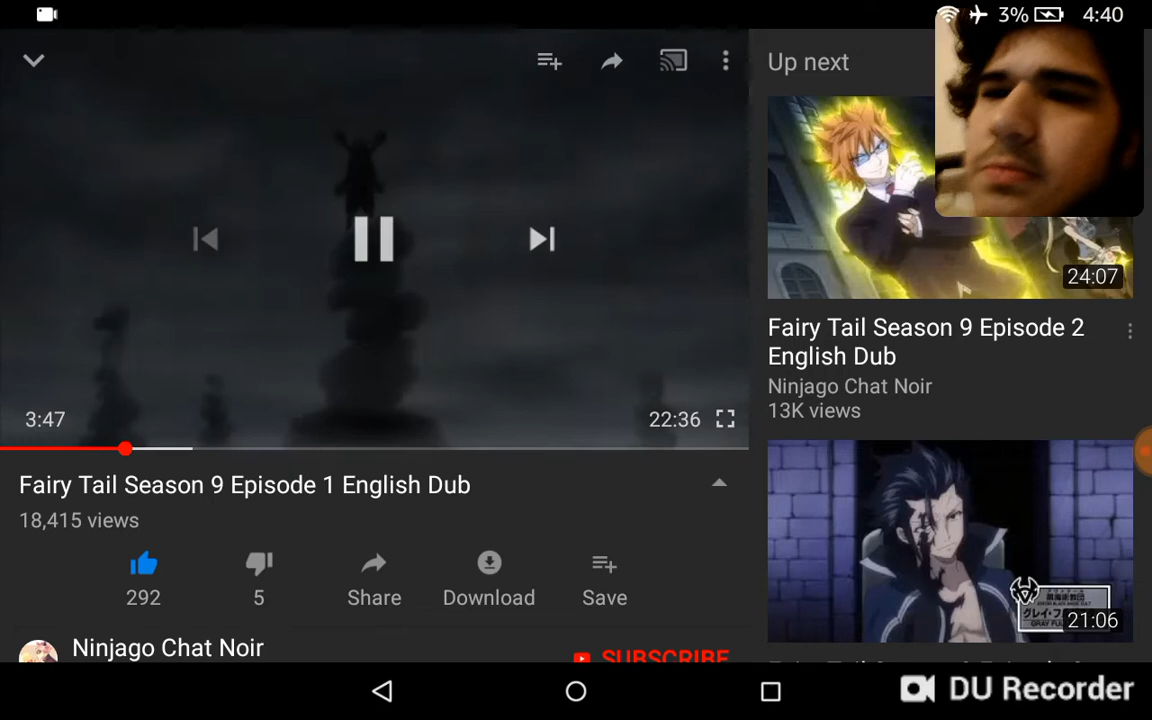 3% 4:40
Up next
24:07
Fairy Tail Season 9 Episode 2
English Dub
Ninjago Chat Noir
13K views
3:47
22:36
Fairy Tail Season 9 Episode 1 English Dub
18,415 views
292
5
Share
Download
Save
Ninjago Chat Noir
SUBSCRIBE
21:06
DU Recorder